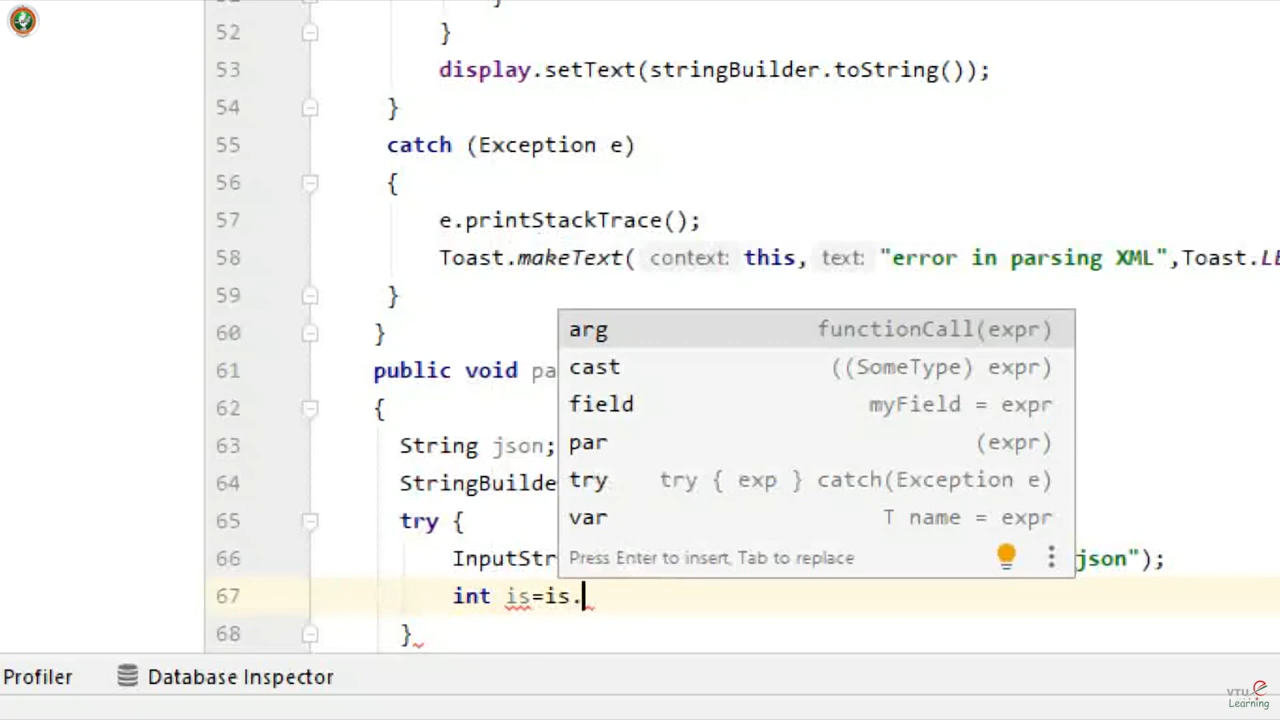 52 }
53 display.setText(stringBuilder.toString());
54 }
55 catch (Exception e)
56 {
57 e.printStackTrace();
58 Toast.makeText( context: this, text: "error in parsing XML",Toast.LE
59 }
60 }
61 public void pa
62 {
63 String json;
64 StringBuilde
65 try {
66 InputStr json");
67 int is=is.
68 }
arg functionCall(expr)
cast ((SomeType) expr)
field myField = expr
par (expr)
try try { exp } catch(Exception e)
var T name = expr
Press Enter to insert, Tab to replace
Profiler Database Inspector
VTU e
Learning